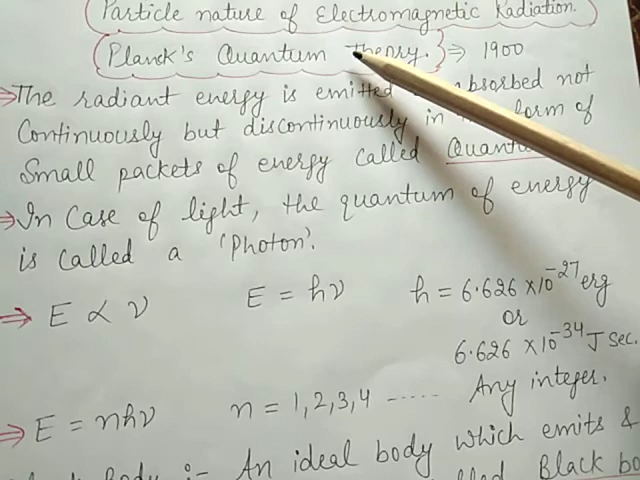 Particle nature of Electromagnetic Radiation.
Planck's Quantum Theory. ⇒ 1900
⇒ The radiant energy is emitted absorbed not
Continuously but discontinuously in form of
Small packets of energy called
⇒ In Case of light, the quantum of energy
is called a 'Photon'.
⇒ E ∝ ν E = hν h = 6.626 × 10⁻²⁷ erg
or
6.626 × 10⁻³⁴ J sec.
⇒ E = nhν n = 1, 2, 3, 4 ----- Any integer.
Body :- An ideal body which emits &
called Black